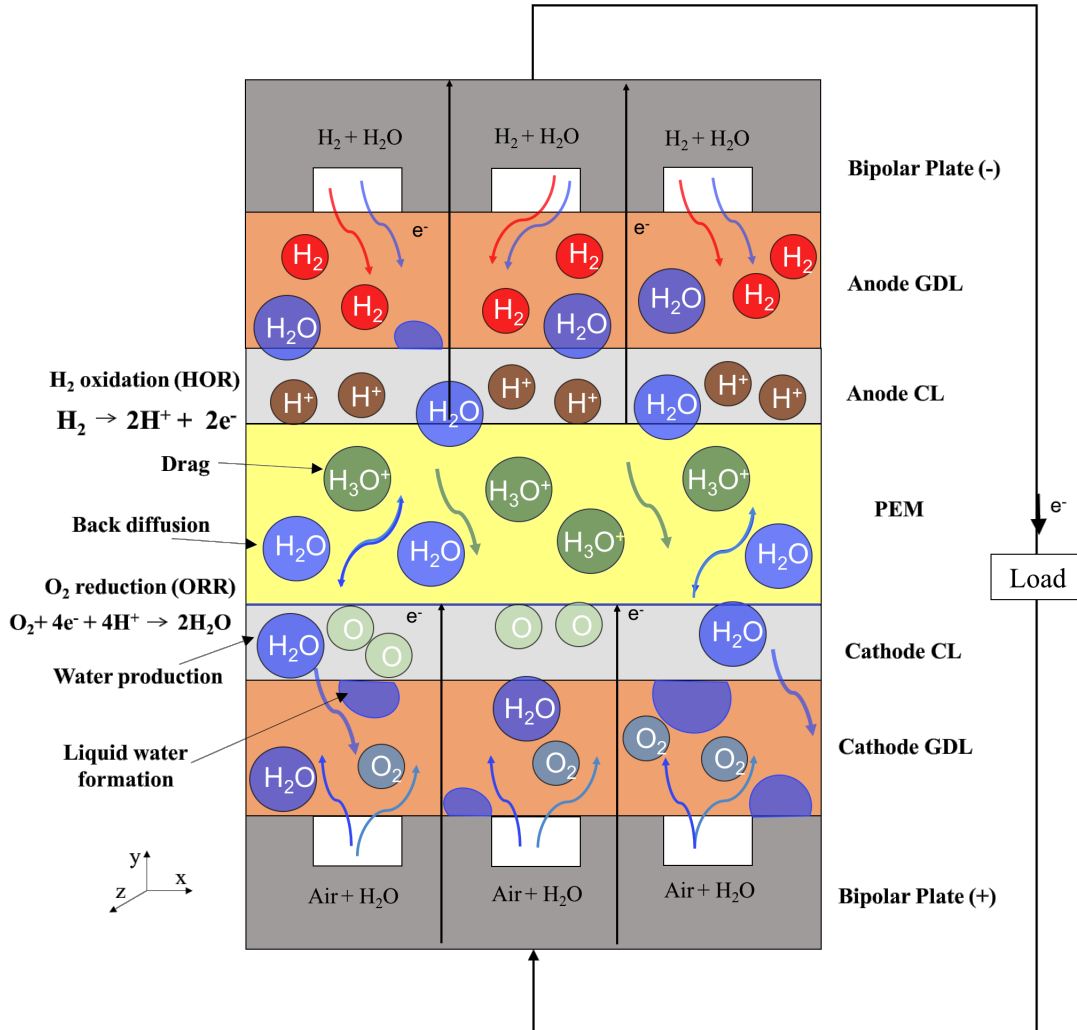 H₂ + H₂O
H₂ + H₂O
H₂ + H₂O
Bipolar Plate (-)
e⁻
e⁻
H₂
H₂
H₂
H₂O
Anode GDL
H₂
H₂
H₂
H₂O
H₂O
H₂ oxidation (HOR)
H⁺
H⁺
H⁺
H⁺
H⁺
H⁺
H₂O
H₂O
Anode CL
H₂ → 2H⁺ + 2e⁻
Drag
H₃O⁺
H₃O⁺
H₃O⁺
PEM
e⁻
Back diffusion
H₂O
H₂O
H₃O⁺
H₂O
Load
O₂ reduction (ORR)
e⁻
e⁻
O₂+ 4e⁻ + 4H⁺ → 2H₂O
O
O
O
O
H₂O
H₂O
Cathode CL
Water production
H₂O
O₂
Liquid water
formation
Cathode GDL
H₂O
O₂
O₂
O₂
y
x
z
Air + H₂O
Air + H₂O
Air + H₂O
Bipolar Plate (+)